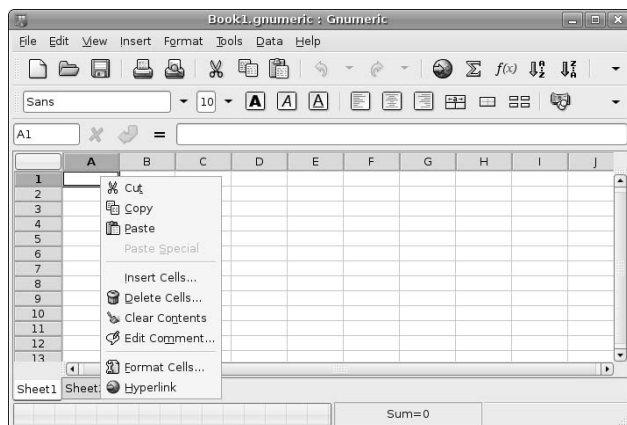 Book1.gnumeric : Gnumeric
File Edit View Insert Format Tools Data Help
f(x)
Sans 10 A A A
A1 =
A B C D E F G H I J
1
2
3
4
5
6
7
8
9
10
11
12
13
Cut
Copy
Paste
Paste Special
Insert Cells...
Delete Cells...
Clear Contents
Edit Comment...
Format Cells...
Hyperlink
Sheet1 Sheet
Sum=0